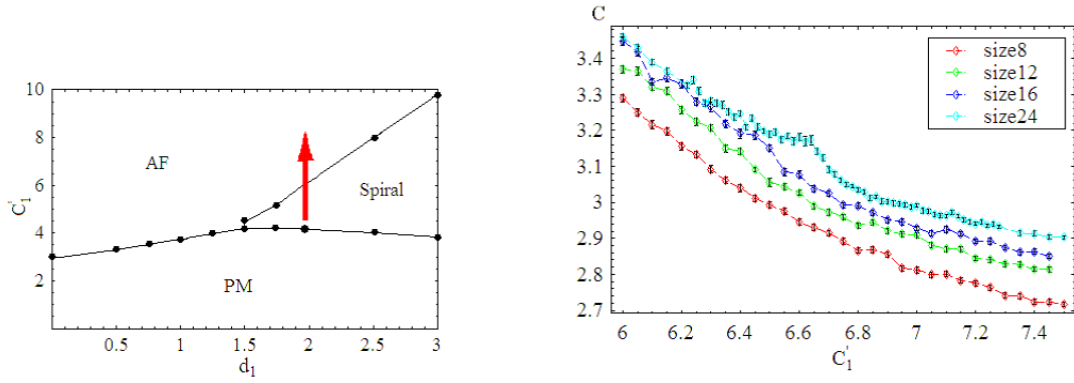 10
8
6
4
2
C'1
AF
Spiral
PM
0.5 1 1.5 2 2.5 3
d1
C
3.4
3.3
3.2
3.1
3
2.9
2.8
2.7
size8
size12
size16
size24
6 6.2 6.4 6.6 6.8 7 7.2 7.4
C'1